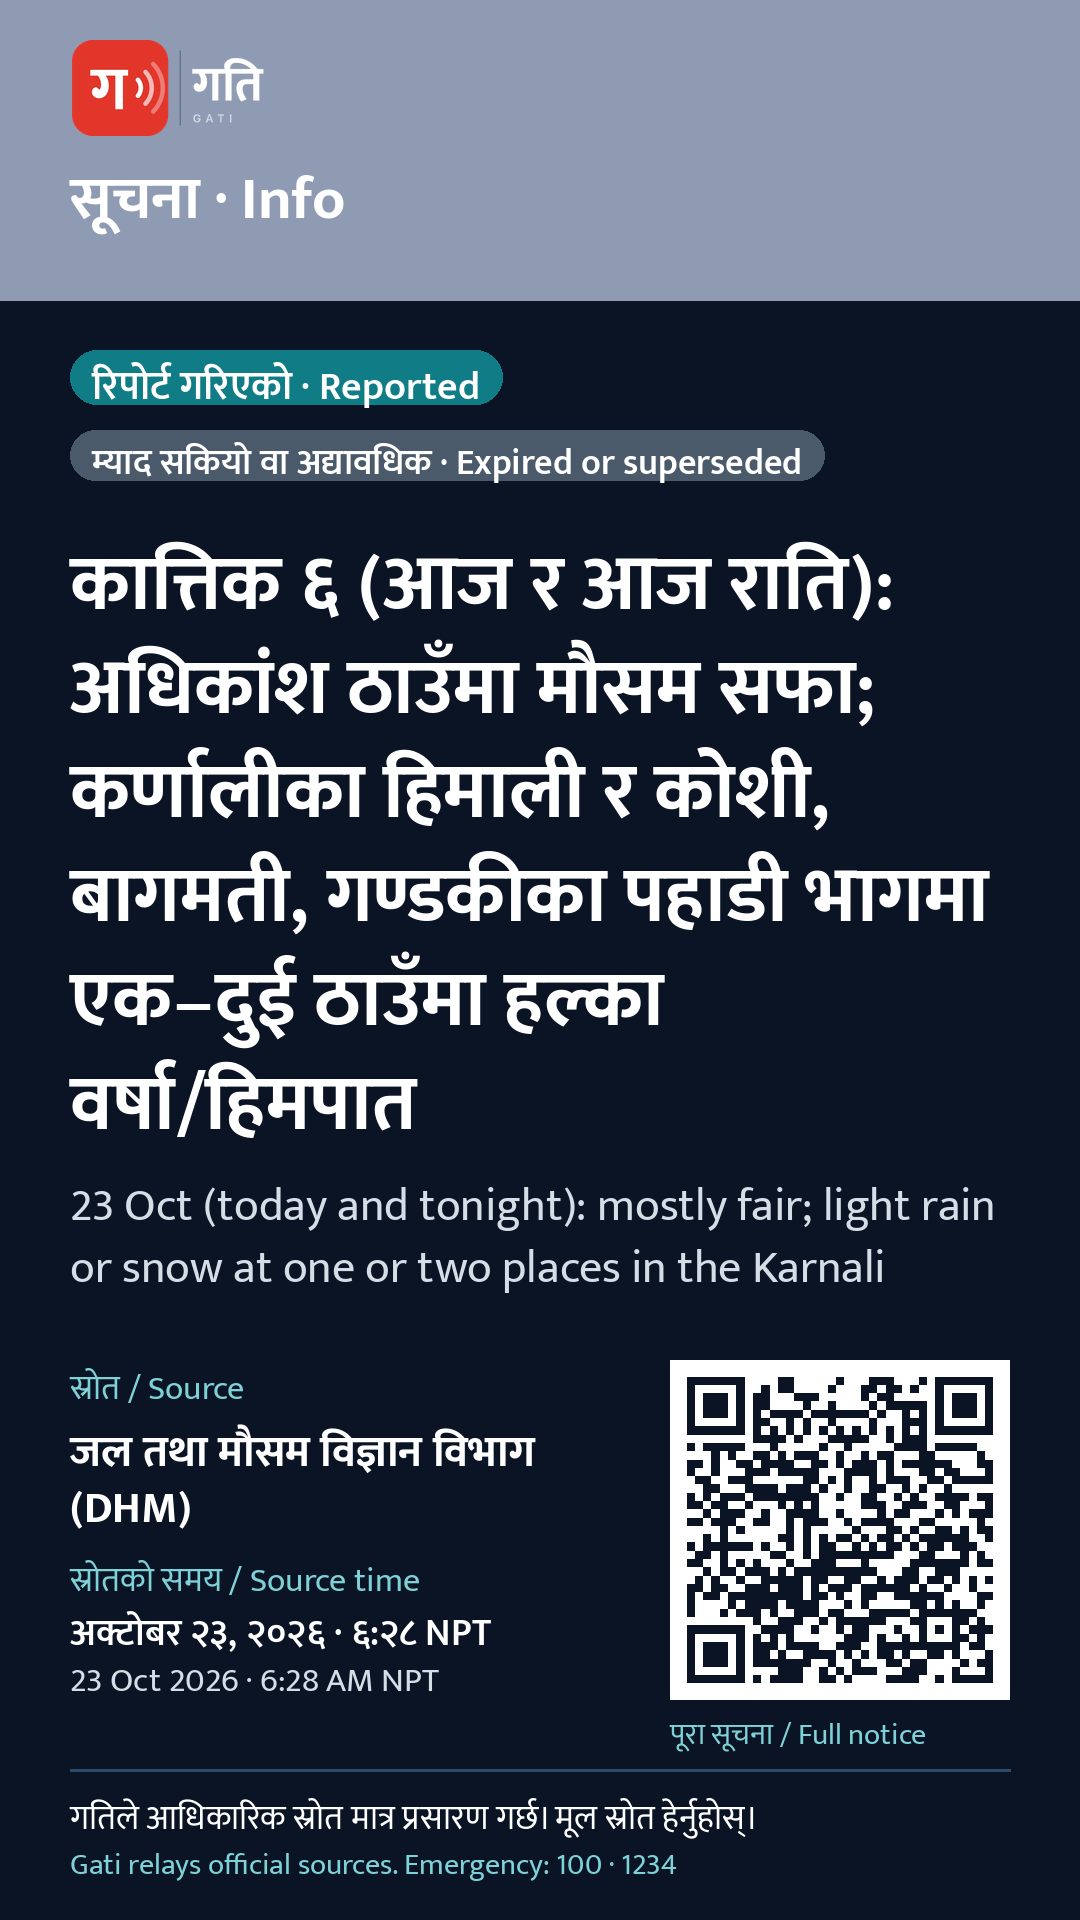 ग
गति
GATI
सूचना · Info
रिपोर्ट गरिएको · Reported
म्याद सकियो वा अद्यावधिक · Expired or superseded
कात्तिक ६ (आज र आज राति):
अधिकांश ठाउँमा मौसम सफा;
कर्णालीका हिमाली र कोशी,
बागमती, गण्डकीका पहाडी भागमा
एक–दुई ठाउँमा हल्का
वर्षा/हिमपात
23 Oct (today and tonight): mostly fair; light rain
or snow at one or two places in the Karnali
स्रोत / Source
जल तथा मौसम विज्ञान विभाग
(DHM)
स्रोतको समय / Source time
अक्टोबर २३, २०२६ · ६:२८ NPT
23 Oct 2026 · 6:28 AM NPT
पूरा सूचना / Full notice
गतिले आधिकारिक स्रोत मात्र प्रसारण गर्छ। मूल स्रोत हेर्नुहोस्।
Gati relays official sources. Emergency: 100 · 1234